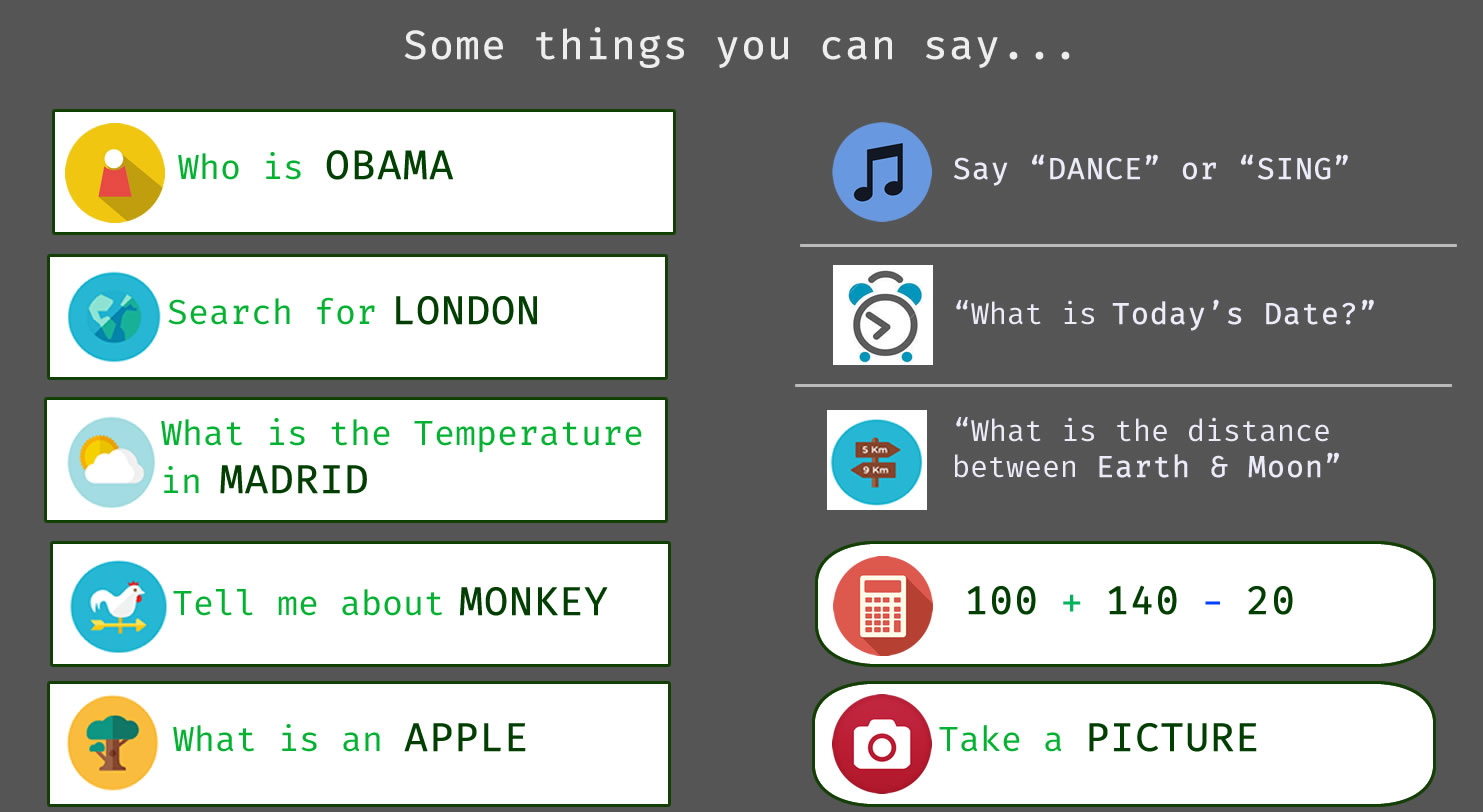 Some things you can say...
Who is OBAMA
Search for LONDON
What is the Temperature
in MADRID
Tell me about MONKEY
What is an APPLE
Say “DANCE” or “SING”
“What is Today’s Date?”
5 Km
9 Km
“What is the distance
between Earth & Moon”
100 + 140 - 20
Take a PICTURE